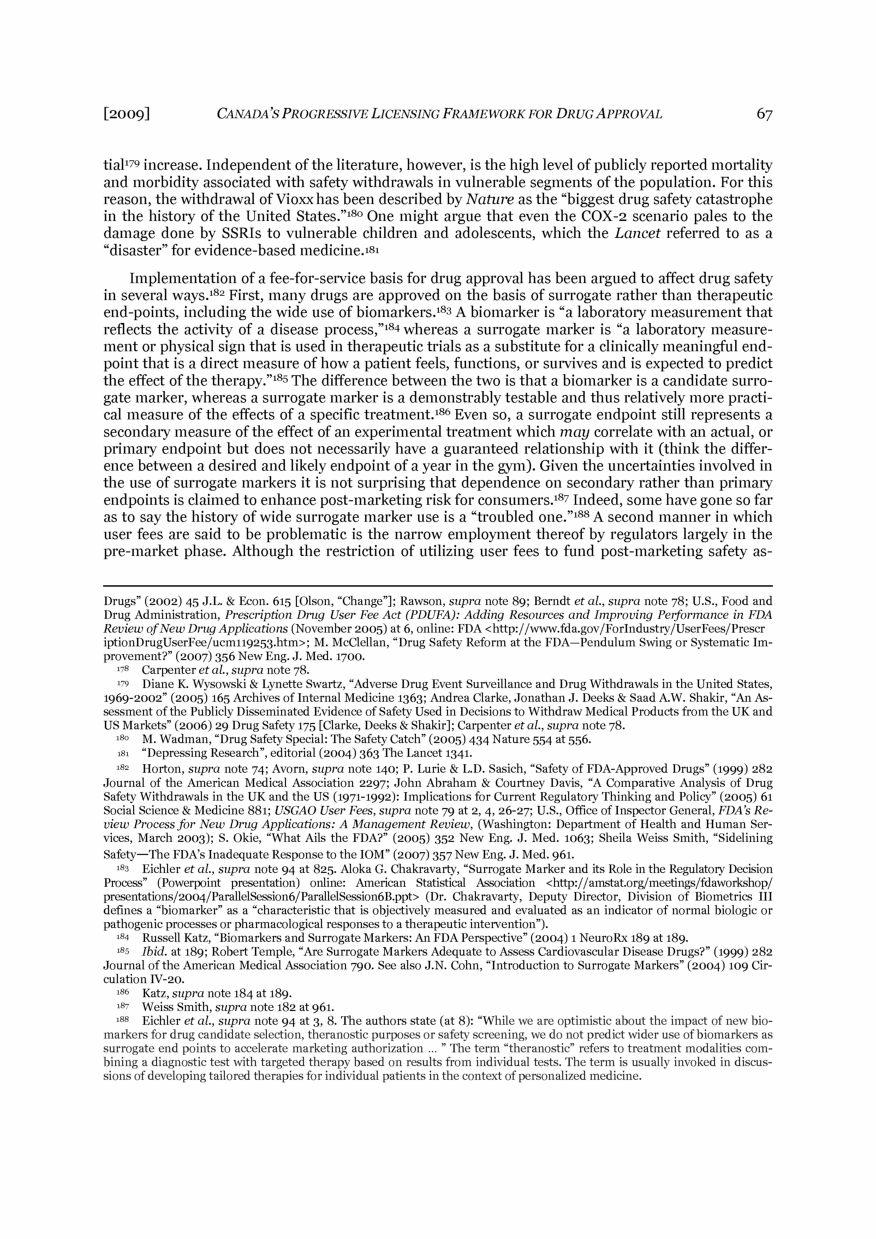 [2009] CANADA'S PROGRESSIVE LICENSING FRAMEWORK FOR DRUG APPROVAL 67
tial179 increase. Independent of the literature, however, is the high level of publicly reported mortality
and morbidity associated with safety withdrawals in vulnerable segments of the population. For this
reason, the withdrawal of Vioxx has been described by Nature as the “biggest drug safety catastrophe
in the history of the United States.”180 One might argue that even the COX-2 scenario pales to the
damage done by SSRIs to vulnerable children and adolescents, which the Lancet referred to as a
“disaster” for evidence-based medicine.181
Implementation of a fee-for-service basis for drug approval has been argued to affect drug safety
in several ways.182 First, many drugs are approved on the basis of surrogate rather than therapeutic
end-points, including the wide use of biomarkers.183 A biomarker is “a laboratory measurement that
reflects the activity of a disease process,”184 whereas a surrogate marker is “a laboratory measure-
ment or physical sign that is used in therapeutic trials as a substitute for a clinically meaningful end-
point that is a direct measure of how a patient feels, functions, or survives and is expected to predict
the effect of the therapy.”185 The difference between the two is that a biomarker is a candidate surro-
gate marker, whereas a surrogate marker is a demonstrably testable and thus relatively more practi-
cal measure of the effects of a specific treatment.186 Even so, a surrogate endpoint still represents a
secondary measure of the effect of an experimental treatment which may correlate with an actual, or
primary endpoint but does not necessarily have a guaranteed relationship with it (think the differ-
ence between a desired and likely endpoint of a year in the gym). Given the uncertainties involved in
the use of surrogate markers it is not surprising that dependence on secondary rather than primary
endpoints is claimed to enhance post-marketing risk for consumers.187 Indeed, some have gone so far
as to say the history of wide surrogate marker use is a “troubled one.”188 A second manner in which
user fees are said to be problematic is the narrow employment thereof by regulators largely in the
pre-market phase. Although the restriction of utilizing user fees to fund post-marketing safety as-
Drugs” (2002) 45 J.L. & Econ. 615 [Olson, “Change”]; Rawson, supra note 89; Berndt et al., supra note 78; U.S., Food and
Drug Administration, Prescription Drug User Fee Act (PDUFA): Adding Resources and Improving Performance in FDA
Review of New Drug Applications (November 2005) at 6, online: FDA <http://www.fda.gov/ForIndustry/UserFees/Prescr
iptionDrugUserFee/ucm119253.htm>; M. McClellan, “Drug Safety Reform at the FDA—Pendulum Swing or Systematic Im-
provement?” (2007) 356 New Eng. J. Med. 1700.
178 Carpenter et al., supra note 78.
179 Diane K. Wysowski & Lynette Swartz, “Adverse Drug Event Surveillance and Drug Withdrawals in the United States,
1969-2002” (2005) 165 Archives of Internal Medicine 1363; Andrea Clarke, Jonathan J. Deeks & Saad A.W. Shakir, “An As-
sessment of the Publicly Disseminated Evidence of Safety Used in Decisions to Withdraw Medical Products from the UK and
US Markets” (2006) 29 Drug Safety 175 [Clarke, Deeks & Shakir]; Carpenter et al., supra note 78.
180 M. Wadman, “Drug Safety Special: The Safety Catch” (2005) 434 Nature 554 at 556.
181 “Depressing Research”, editorial (2004) 363 The Lancet 1341.
182 Horton, supra note 74; Avorn, supra note 140; P. Lurie & L.D. Sasich, “Safety of FDA-Approved Drugs” (1999) 282
Journal of the American Medical Association 2297; John Abraham & Courtney Davis, “A Comparative Analysis of Drug
Safety Withdrawals in the UK and the US (1971-1992): Implications for Current Regulatory Thinking and Policy” (2005) 61
Social Science & Medicine 881; USGAO User Fees, supra note 79 at 2, 4, 26-27; U.S., Office of Inspector General, FDA’s Re-
view Process for New Drug Applications: A Management Review, (Washington: Department of Health and Human Ser-
vices, March 2003); S. Okie, “What Ails the FDA?” (2005) 352 New Eng. J. Med. 1063; Sheila Weiss Smith, “Sidelining
Safety—The FDA’s Inadequate Response to the IOM” (2007) 357 New Eng. J. Med. 961.
183 Eichler et al., supra note 94 at 825. Aloka G. Chakravarty, “Surrogate Marker and its Role in the Regulatory Decision
Process” (Powerpoint presentation) online: American Statistical Association <http://amstat.org/meetings/fdaworkshop/
presentations/2004/ParallelSession6/ParallelSession6B.ppt> (Dr. Chakravarty, Deputy Director, Division of Biometrics III
defines a “biomarker” as a “characteristic that is objectively measured and evaluated as an indicator of normal biologic or
pathogenic processes or pharmacological responses to a therapeutic intervention”).
184 Russell Katz, “Biomarkers and Surrogate Markers: An FDA Perspective” (2004) 1 NeuroRx 189 at 189.
185 Ibid. at 189; Robert Temple, “Are Surrogate Markers Adequate to Assess Cardiovascular Disease Drugs?” (1999) 282
Journal of the American Medical Association 790. See also J.N. Cohn, “Introduction to Surrogate Markers” (2004) 109 Cir-
culation IV-20.
186 Katz, supra note 184 at 189.
187 Weiss Smith, supra note 182 at 961.
188 Eichler et al., supra note 94 at 3, 8. The authors state (at 8): “While we are optimistic about the impact of new bio-
markers for drug candidate selection, theranostic purposes or safety screening, we do not predict wider use of biomarkers as
surrogate end points to accelerate marketing authorization ... ” The term “theranostic” refers to treatment modalities com-
bining a diagnostic test with targeted therapy based on results from individual tests. The term is usually invoked in discus-
sions of developing tailored therapies for individual patients in the context of personalized medicine.